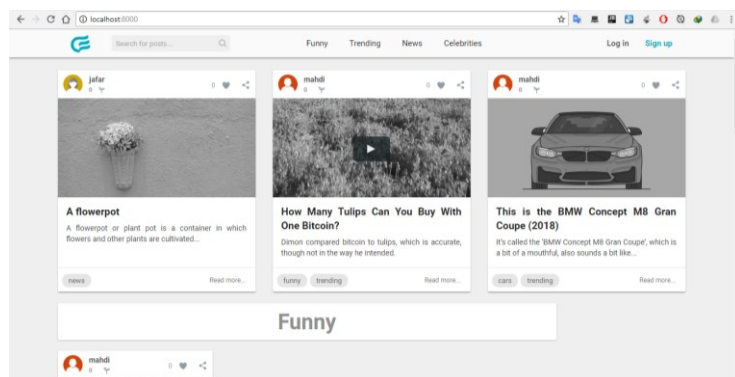 localhost:8000
Search for posts...
Funny Trending News Celebrities
Log in Sign up
jafar
0
0
mahdi
0
0
mahdi
0
0
A flowerpot
A flowerpot or plant pot is a container in which
flowers and other plants are cultivated...
news
Read more...
How Many Tulips Can You Buy With
One Bitcoin?
Dimon compared bitcoin to tulips, which is accurate,
though not in the way he intended.
funny trending
Read more...
This is the BMW Concept M8 Gran
Coupe (2018)
It's called the 'BMW Concept M8 Gran Coupe', which is
a bit of a mouthful, also sounds a bit like...
cars trending
Read more...
Funny
mahdi
0
0